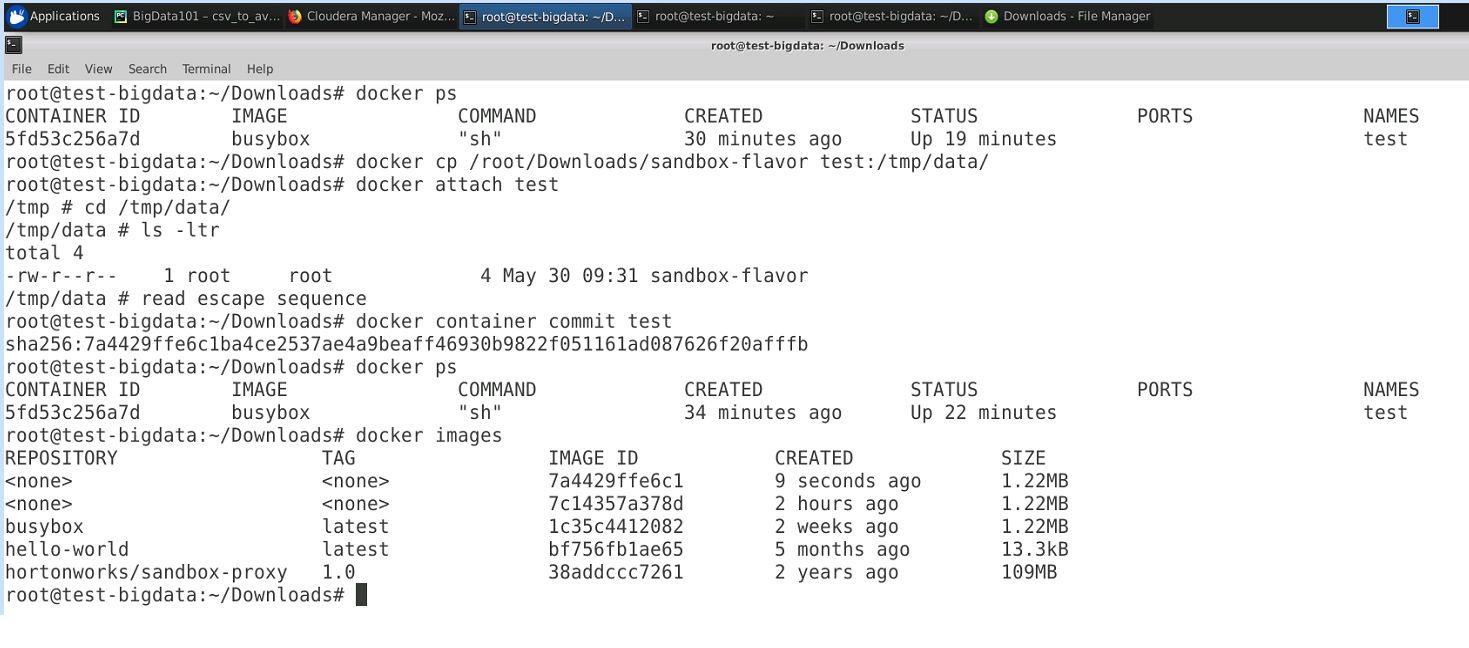 Applications BigData101 – csv_to_av... Cloudera Manager - Moz... root@test-bigdata: ~/D... root@test-bigdata: ~ root@test-bigdata: ~/D... Downloads - File Manager
root@test-bigdata: ~/Downloads
File Edit View Search Terminal Help
root@test-bigdata:~/Downloads# docker ps
CONTAINER ID IMAGE COMMAND CREATED STATUS PORTS NAMES
5fd53c256a7d busybox "sh" 30 minutes ago Up 19 minutes test
root@test-bigdata:~/Downloads# docker cp /root/Downloads/sandbox-flavor test:/tmp/data/
root@test-bigdata:~/Downloads# docker attach test
/tmp # cd /tmp/data/
/tmp/data # ls -ltr
total 4
-rw-r--r-- 1 root root 4 May 30 09:31 sandbox-flavor
/tmp/data # read escape sequence
root@test-bigdata:~/Downloads# docker container commit test
sha256:7a4429ffe6c1ba4ce2537ae4a9beaff46930b9822f051161ad087626f20afffb
root@test-bigdata:~/Downloads# docker ps
CONTAINER ID IMAGE COMMAND CREATED STATUS PORTS NAMES
5fd53c256a7d busybox "sh" 34 minutes ago Up 22 minutes test
root@test-bigdata:~/Downloads# docker images
REPOSITORY TAG IMAGE ID CREATED SIZE
<none> <none> 7a4429ffe6c1 9 seconds ago 1.22MB
<none> <none> 7c14357a378d 2 hours ago 1.22MB
busybox latest 1c35c4412082 2 weeks ago 1.22MB
hello-world latest bf756fb1ae65 5 months ago 13.3kB
hortonworks/sandbox-proxy 1.0 38addccc7261 2 years ago 109MB
root@test-bigdata:~/Downloads#